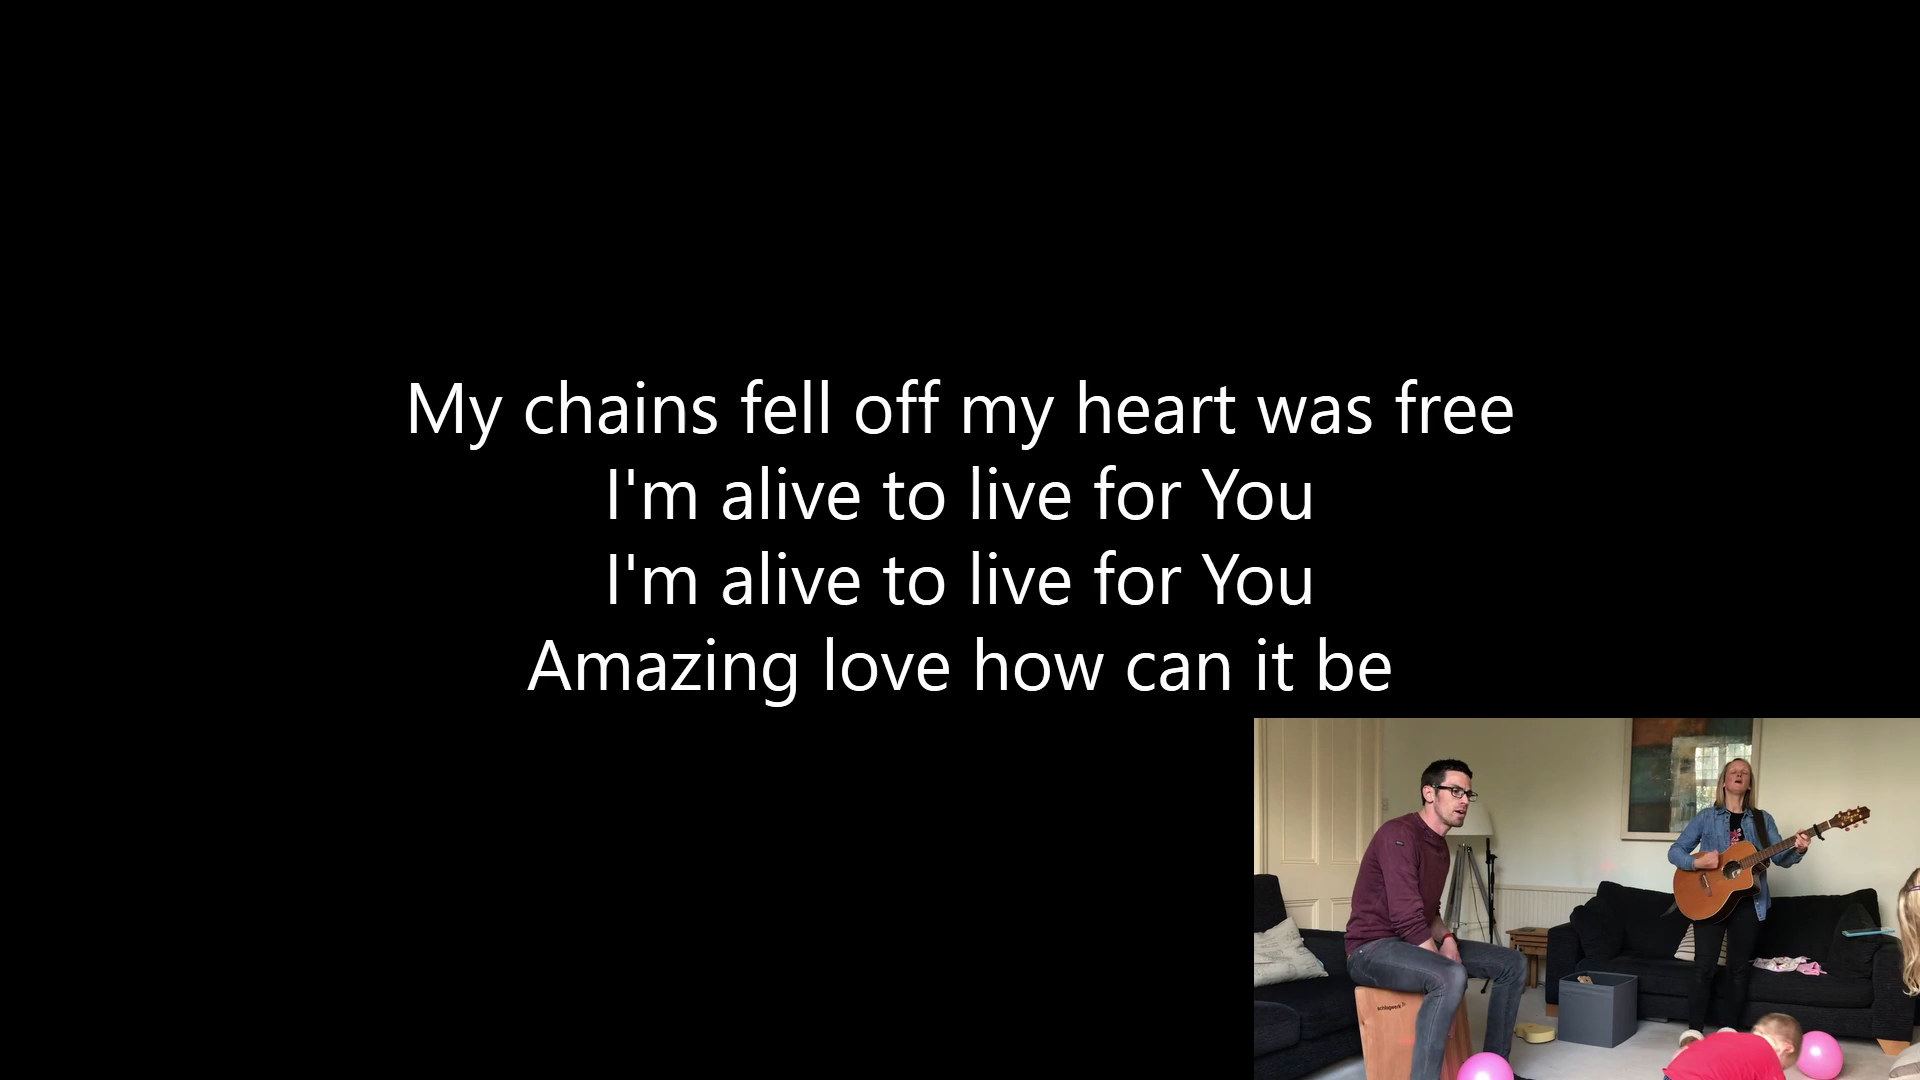 My chains fell off my heart was free
I'm alive to live for You
I'm alive to live for You
Amazing love how can it be
schlagwerk